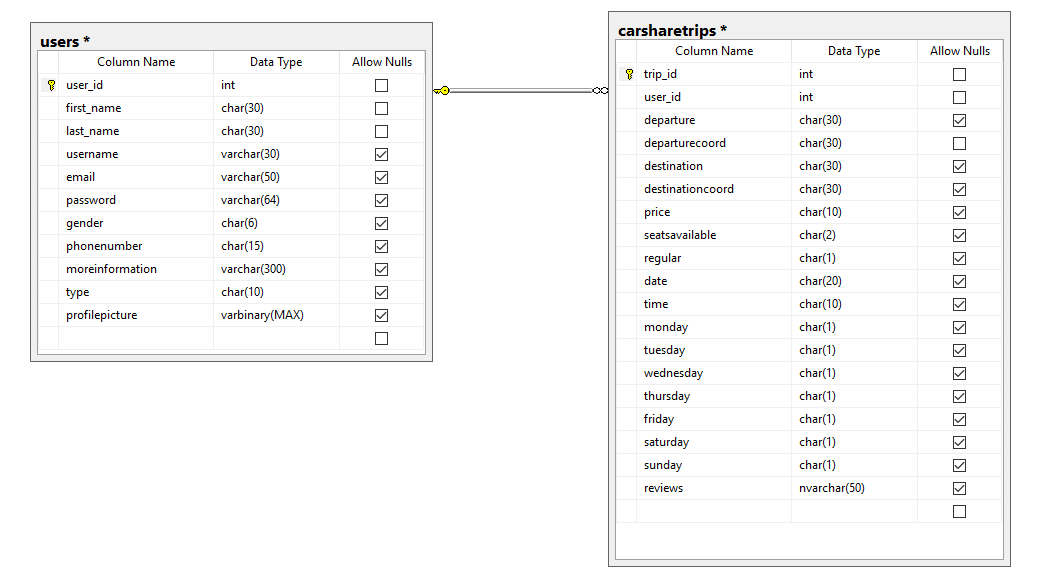 users *
Column Name Data Type Allow Nulls
user_id int
first_name char(30)
last_name char(30)
username varchar(30)
email varchar(50)
password varchar(64)
gender char(6)
phonenumber char(15)
moreinformation varchar(300)
type char(10)
profilepicture varbinary(MAX)
carsharetrips *
Column Name Data Type Allow Nulls
trip_id int
user_id int
departure char(30)
departurecoord char(30)
destination char(30)
destinationcoord char(30)
price char(10)
seatsavailable char(2)
regular char(1)
date char(20)
time char(10)
monday char(1)
tuesday char(1)
wednesday char(1)
thursday char(1)
friday char(1)
saturday char(1)
sunday char(1)
reviews nvarchar(50)